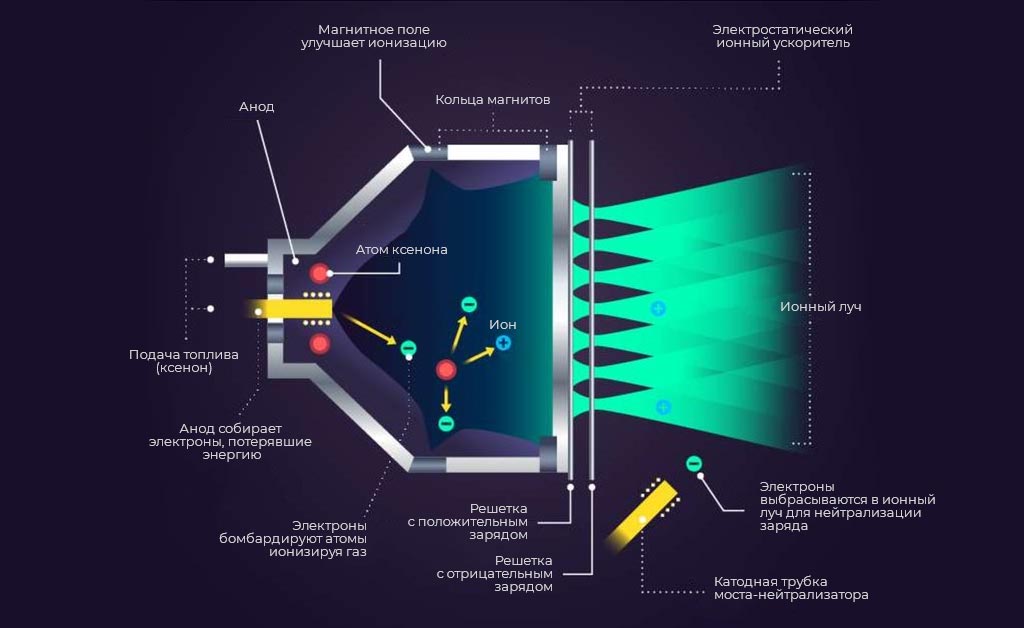 Магнитное поле
улучшает ионизацию
Электростатический
ионный ускоритель
Анод
Кольца магнитов
Атом ксенона
Ион
Ионный луч
Подача топлива
(ксенон)
Анод собирает
электроны, потерявшие
энергию
Электроны
бомбардируют атомы
ионизируя газ
Решетка
с положительным
зарядом
Решетка
с отрицательным
зарядом
Электроны
выбрасываются в ионный
луч для нейтрализации
заряда
Катодная трубка
моста-нейтрализатора